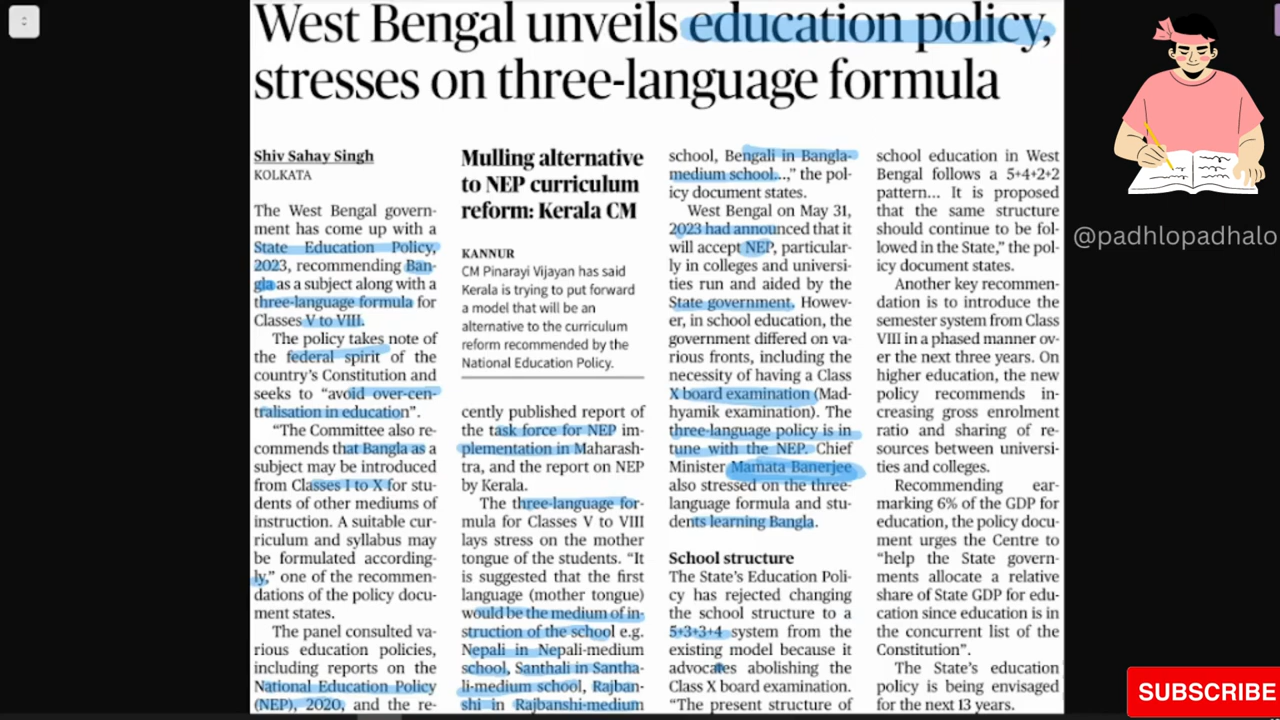 West Bengal unveils education policy,
stresses on three-language formula
Shiv Sahay Singh
KOLKATA
The West Bengal govern-
ment has come up with a
State Education Policy,
2023, recommending Ban-
gla as a subject along with a
three-language formula for
Classes V to VIII.
The policy takes note of
the federal spirit of the
country's Constitution and
seeks to “avoid over-cen-
tralisation in education”.
“The Committee also re-
commends that Bangla as a
subject may be introduced
from Classes I to X for stu-
dents of other mediums of
instruction. A suitable cur-
riculum and syllabus may
be formulated according-
ly,” one of the recommen-
dations of the policy docu-
ment states.
The panel consulted va-
rious education policies,
including reports on the
National Education Policy
(NEP), 2020, and the re-
Mulling alternative
to NEP curriculum
reform: Kerala CM
KANNUR
CM Pinarayi Vijayan has said
Kerala is trying to put forward
a model that will be an
alternative to the curriculum
reform recommended by the
National Education Policy.
cently published report of
the task force for NEP im-
plementation in Maharash-
tra, and the report on NEP
by Kerala.
The three-language for-
mula for Classes V to VIII
lays stress on the mother
tongue of the students. “It
is suggested that the first
language (mother tongue)
would be the medium of in-
struction of the school e.g.
Nepali in Nepali-medium
school, Santhali in Santha-
li-medium school, Rajban-
shi in Rajbanshi-medium
school, Bengali in Bangla-
medium school...,” the pol-
icy document states.
West Bengal on May 31,
2023 had announced that it
will accept NEP, particular-
ly in colleges and universi-
ties run and aided by the
State government. Howev-
er, in school education, the
government differed on va-
rious fronts, including the
necessity of having a Class
X board examination (Mad-
hyamik examination). The
three-language policy is in
tune with the NEP. Chief
Minister Mamata Banerjee
also stressed on the three-
language formula and stu-
dents learning Bangla.
School structure
The State's Education Poli-
cy has rejected changing
the school structure to a
5+3+3+4 system from the
existing model because it
advocates abolishing the
Class X board examination.
“The present structure of
school education in West
Bengal follows a 5+4+2+2
pattern... It is proposed
that the same structure
should continue to be fol-
lowed in the State,” the pol-
icy document states.
Another key recommen-
dation is to introduce the
semester system from Class
VIII in a phased manner ov-
er the next three years. On
higher education, the new
policy recommends in-
creasing gross enrolment
ratio and sharing of re-
sources between universi-
ties and colleges.
Recommending ear-
marking 6% of the GDP for
education, the policy docu-
ment urges the Centre to
“help the State govern-
ments allocate a relative
share of State GDP for edu-
cation since education is in
the concurrent list of the
Constitution”.
The State's education
policy is being envisaged
for the next 13 years.
@padhlopadhalo
SUBSCRIBE